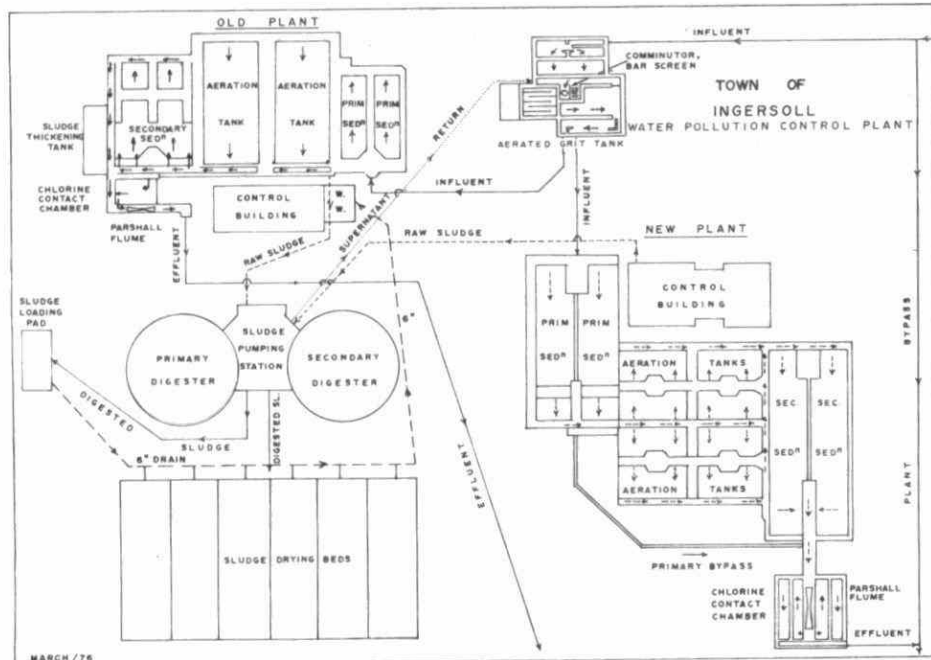 OLD PLANT
INFLUENT
COMMINUTOR,
BAR SCREEN
TOWN OF
INGERSOLL
WATER POLLUTION CONTROL PLANT
AERATED GRIT TANK
AERATION
TANK
AERATION
TANK
PRIM
SEDⁿ
PRIM
SEDⁿ
SECONDARY
SEDⁿ
SLUDGE
THICKENING
TANK
CHLORINE
CONTACT
CHAMBER
PARSHALL
FLUME
CONTROL
BUILDING
W.
W.
RETURN
SUPERNATANT
INFLUENT
INFLUENT
EFFLUENT
RAW SLUDGE
RAW SLUDGE
NEW PLANT
CONTROL
BUILDING
SLUDGE
LOADING
PAD
PRIMARY
DIGESTER
SLUDGE
PUMPING
STATION
SECONDARY
DIGESTER
6"
DIGESTED
SLUDGE
DIGESTED SL.
6" DRAIN
SLUDGE DRYING BEDS
EFFLUENT
PRIM
SEDⁿ
PRIM
SEDⁿ
AERATION
TANKS
AERATION
TANKS
SEC.
SEDⁿ
SEC.
SEDⁿ
BYPASS
PLANT
PRIMARY BYPASS
CHLORINE
CONTACT
CHAMBER
PARSHALL
FLUME
EFFLUENT
MARCH/76